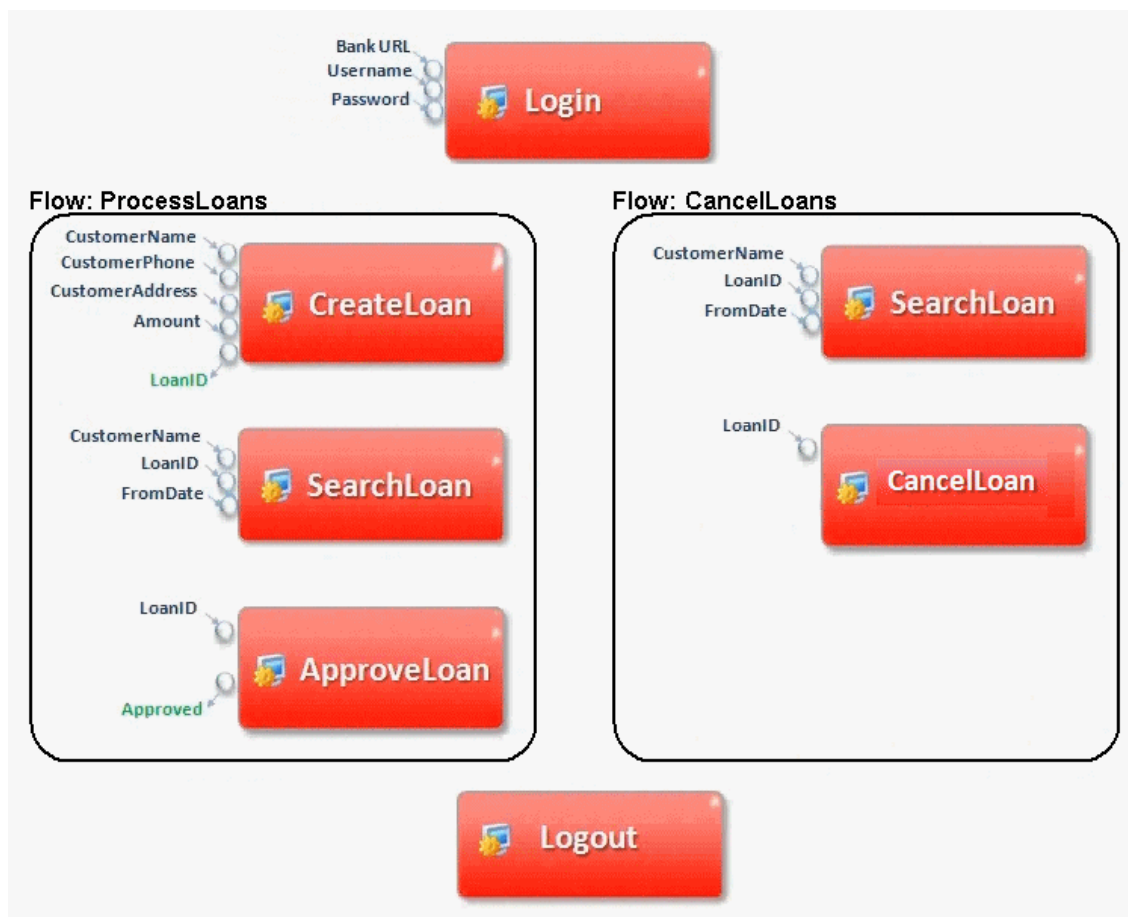 Bank URL
Username
Password
Login
Flow: ProcessLoans
CustomerName
CustomerPhone
CustomerAddress
Amount
LoanID
CreateLoan
CustomerName
LoanID
FromDate
SearchLoan
LoanID
Approved
ApproveLoan
Flow: CancelLoans
CustomerName
LoanID
FromDate
SearchLoan
LoanID
CancelLoan
Logout